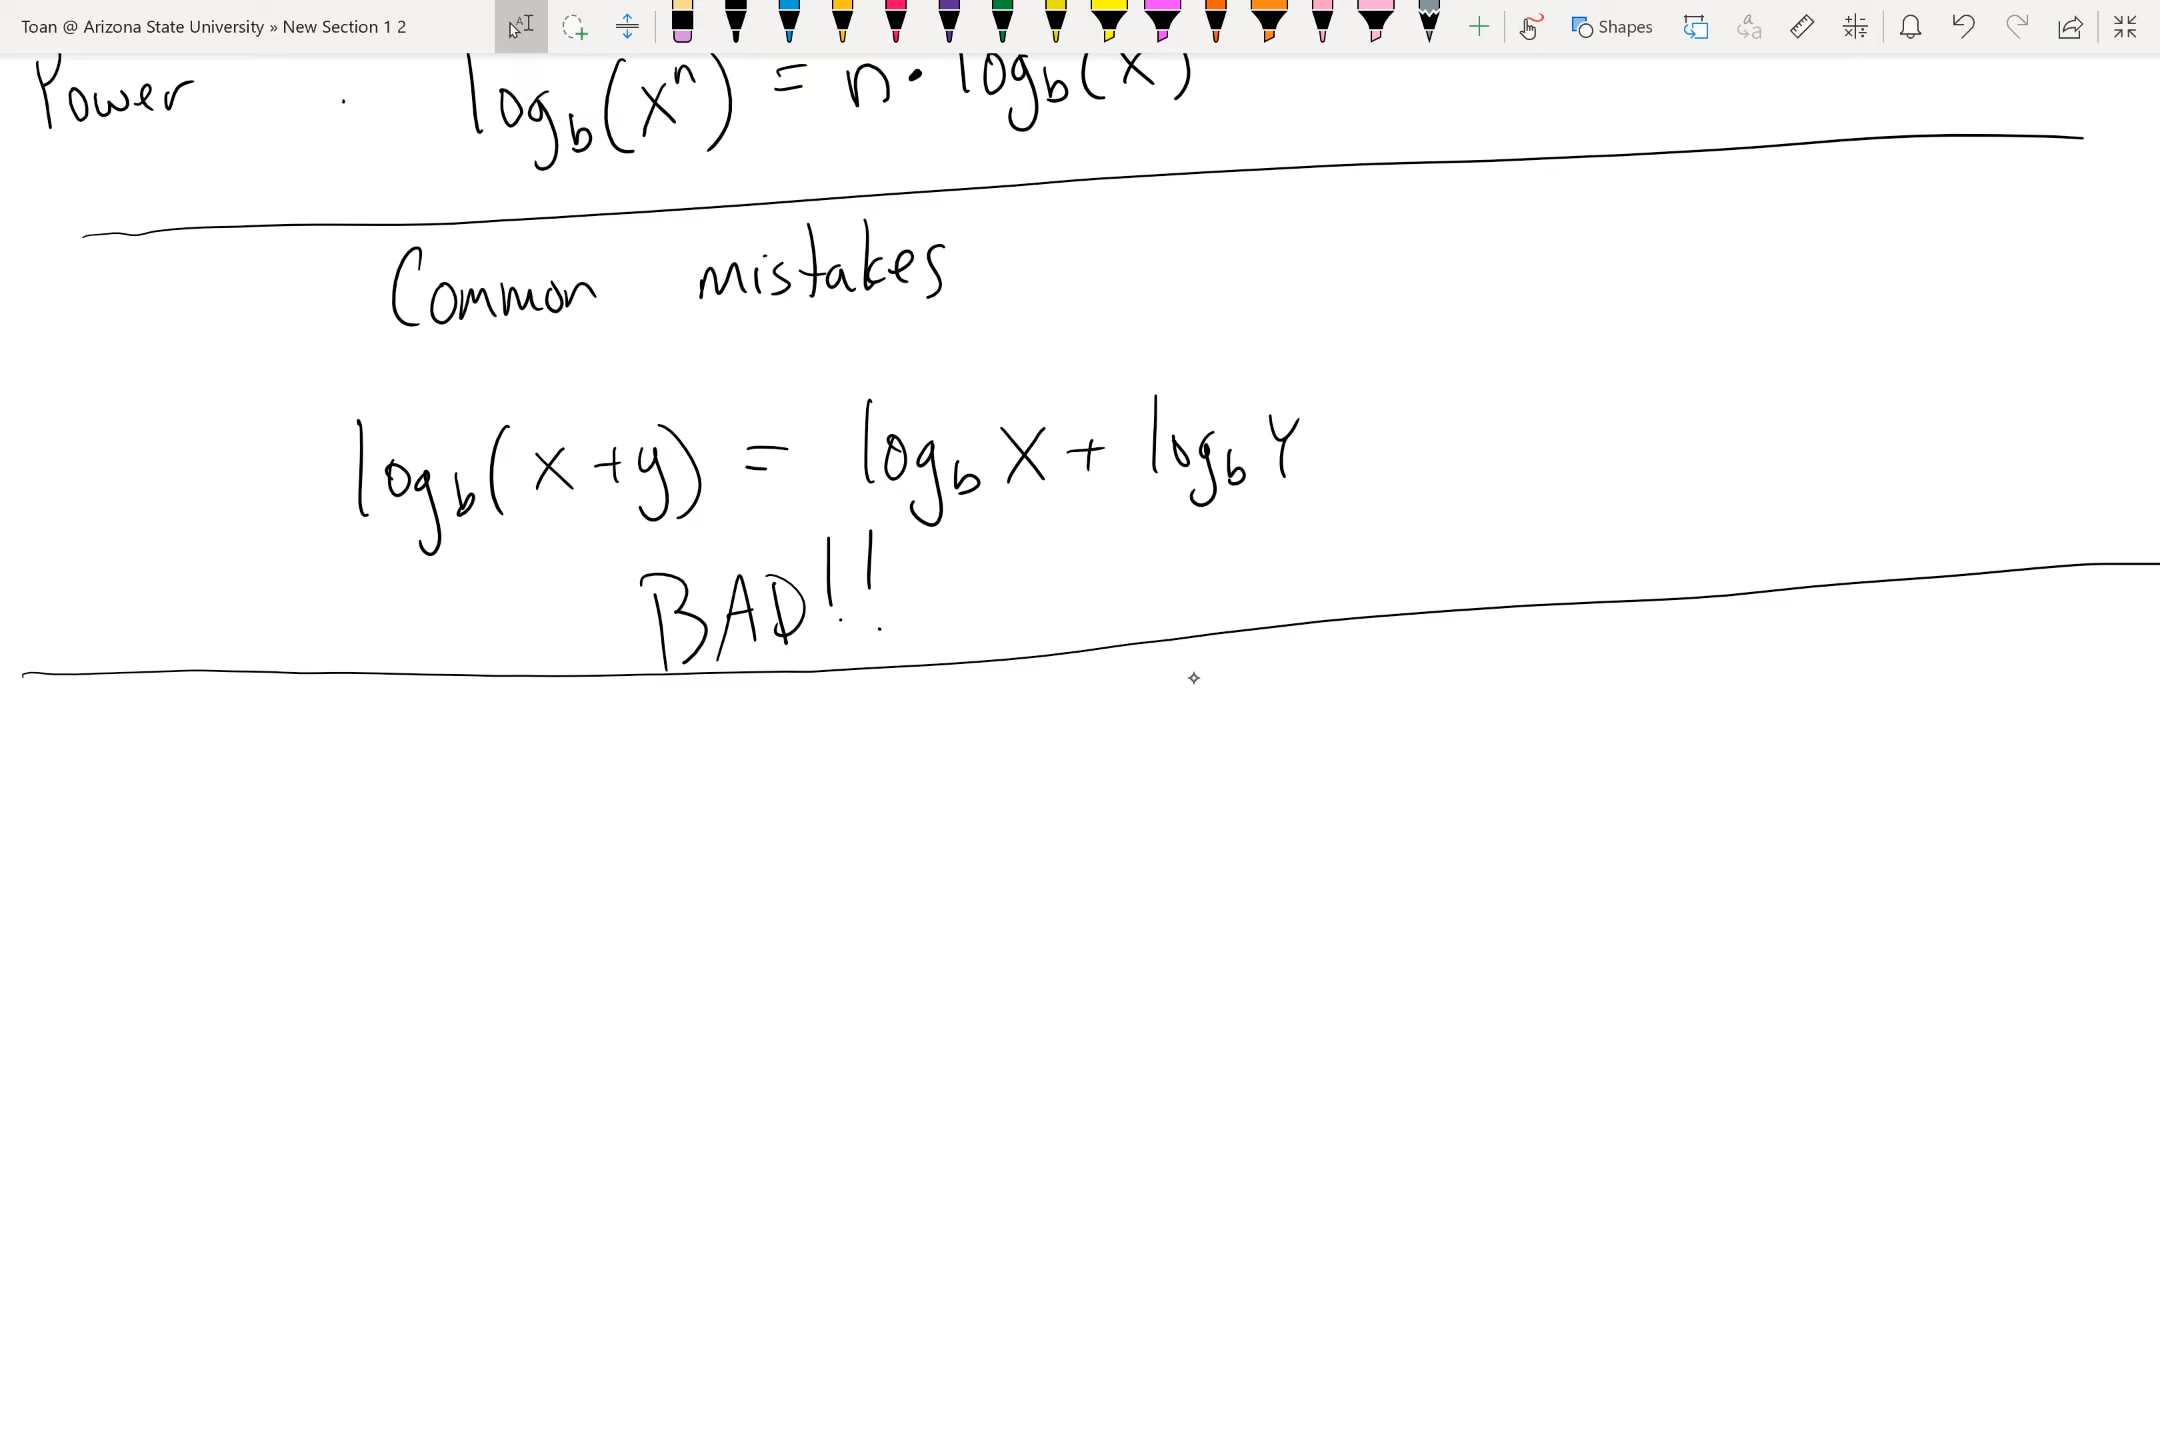 Toan @ Arizona State University » New Section 1 2
Shapes
Power . log_b(x^n) = n · log_b(x)
Common mistakes
log_b(x+y) = log_b X + log_b Y
BAD!!